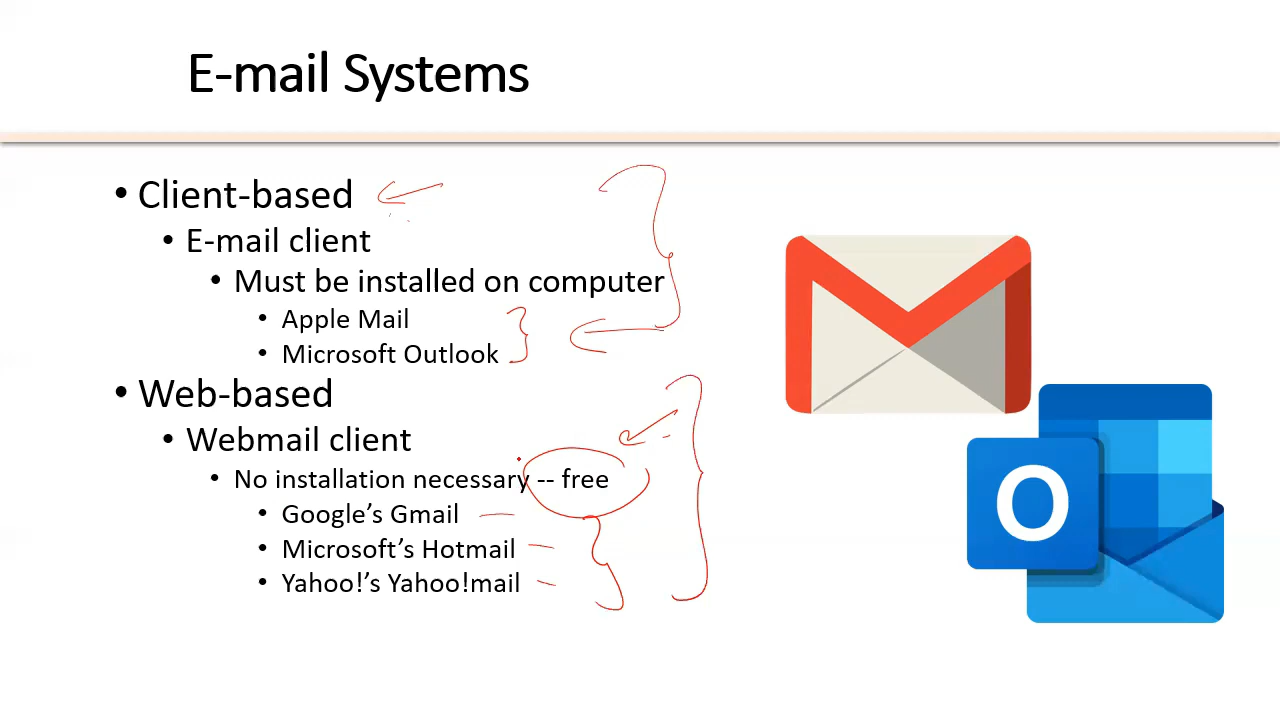 E-mail Systems
• Client-based
• E-mail client
• Must be installed on computer
• Apple Mail
• Microsoft Outlook
• Web-based
• Webmail client
• No installation necessary -- free
• Google's Gmail
• Microsoft's Hotmail
• Yahoo!'s Yahoo!mail
O